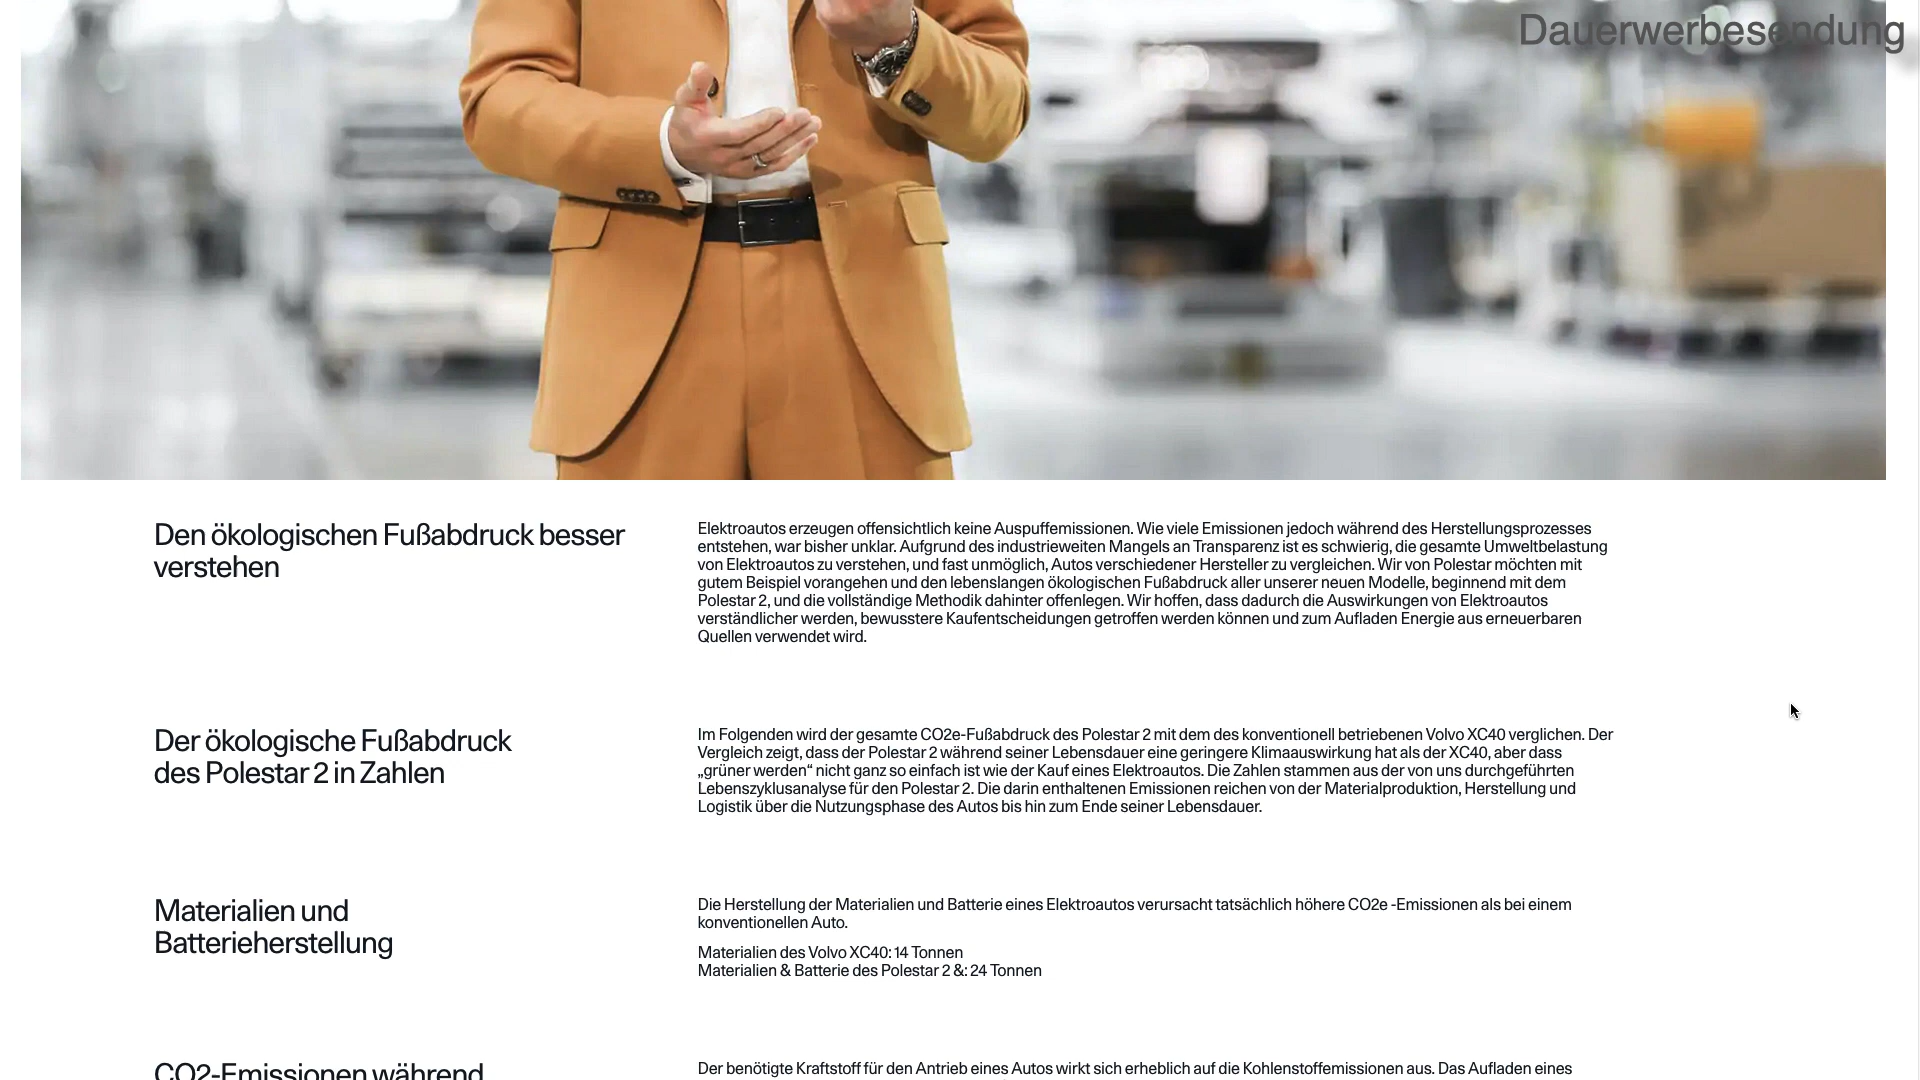 Dauerwerbesendung
Den ökologischen Fußabdruck besser
verstehen
Elektroautos erzeugen offensichtlich keine Auspuffemissionen. Wie viele Emissionen jedoch während des Herstellungsprozesses
entstehen, war bisher unklar. Aufgrund des industrieweiten Mangels an Transparenz ist es schwierig, die gesamte Umweltbelastung
von Elektroautos zu verstehen, und fast unmöglich, Autos verschiedener Hersteller zu vergleichen. Wir von Polestar möchten mit
gutem Beispiel vorangehen und den lebenslangen ökologischen Fußabdruck aller unserer neuen Modelle, beginnend mit dem
Polestar 2, und die vollständige Methodik dahinter offenlegen. Wir hoffen, dass dadurch die Auswirkungen von Elektroautos
verständlicher werden, bewusstere Kaufentscheidungen getroffen werden können und zum Aufladen Energie aus erneuerbaren
Quellen verwendet wird.
Der ökologische Fußabdruck
des Polestar 2 in Zahlen
Im Folgenden wird der gesamte CO2e-Fußabdruck des Polestar 2 mit dem des konventionell betriebenen Volvo XC40 verglichen. Der
Vergleich zeigt, dass der Polestar 2 während seiner Lebensdauer eine geringere Klimaauswirkung hat als der XC40, aber dass
„grüner werden“ nicht ganz so einfach ist wie der Kauf eines Elektroautos. Die Zahlen stammen aus der von uns durchgeführten
Lebenszyklusanalyse für den Polestar 2. Die darin enthaltenen Emissionen reichen von der Materialproduktion, Herstellung und
Logistik über die Nutzungsphase des Autos bis hin zum Ende seiner Lebensdauer.
Materialien und
Batterieherstellung
Die Herstellung der Materialien und Batterie eines Elektroautos verursacht tatsächlich höhere CO2e -Emissionen als bei einem
konventionellen Auto.
Materialien des Volvo XC40: 14 Tonnen
Materialien & Batterie des Polestar 2 &: 24 Tonnen
CO2-Emissionen während
Der benötigte Kraftstoff für den Antrieb eines Autos wirkt sich erheblich auf die Kohlenstoffemissionen aus. Das Aufladen eines